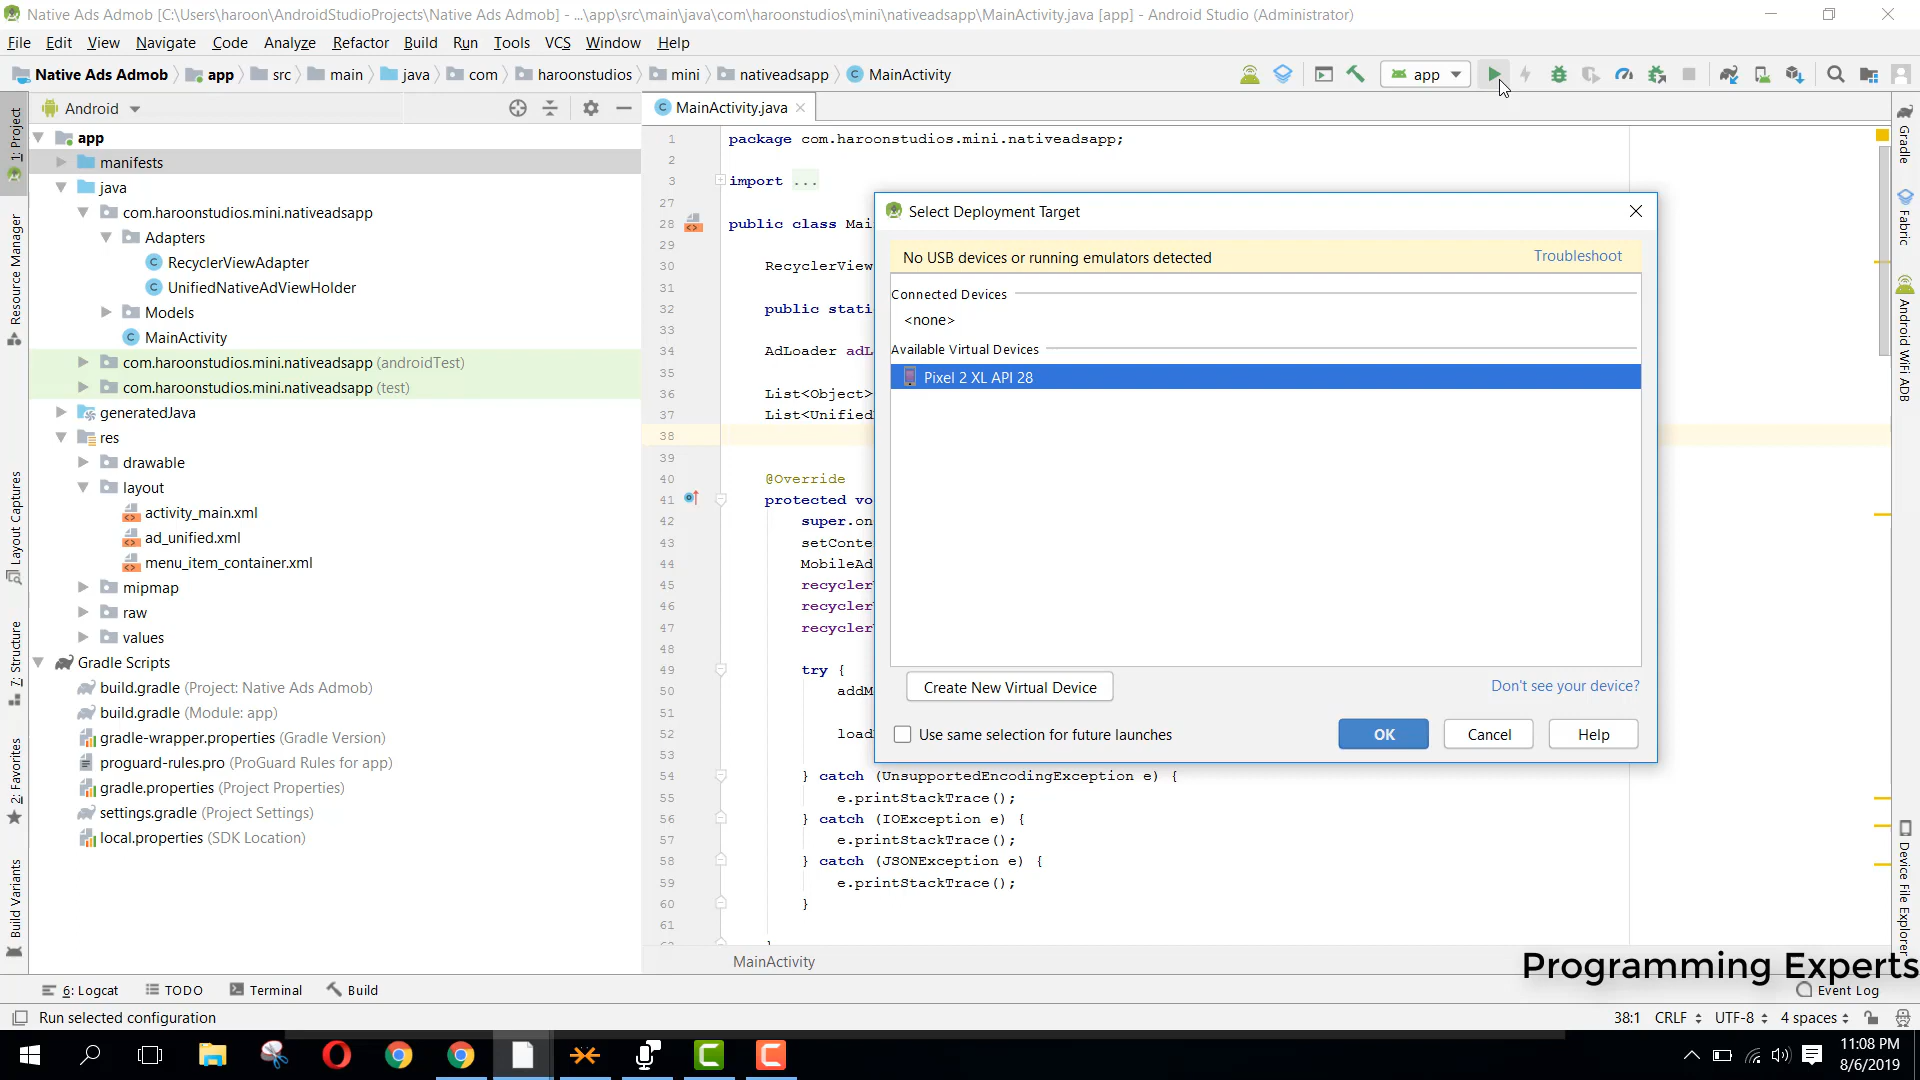 Native Ads Admob [C:\Users\haroon\AndroidStudioProjects\Native Ads Admob] - ...\app\src\main\java\com\haroonstudios\mini\nativeadsapp\MainActivity.java [app] - Android Studio (Administrator)
File Edit View Navigate Code Analyze Refactor Build Run Tools VCS Window Help
Native Ads Admob app src main java com haroonstudios mini nativeadsapp MainActivity app
1: Project
Resource Manager
Layout Captures
7: Structure
2: Favorites
Build Variants
Android
app
manifests
java
com.haroonstudios.mini.nativeadsapp
Adapters
RecyclerViewAdapter
UnifiedNativeAdViewHolder
Models
MainActivity
com.haroonstudios.mini.nativeadsapp (androidTest)
com.haroonstudios.mini.nativeadsapp (test)
generatedJava
res
drawable
layout
activity_main.xml
ad_unified.xml
menu_item_container.xml
mipmap
raw
values
Gradle Scripts
build.gradle (Project: Native Ads Admob)
build.gradle (Module: app)
gradle-wrapper.properties (Gradle Version)
proguard-rules.pro (ProGuard Rules for app)
gradle.properties (Project Properties)
settings.gradle (Project Settings)
local.properties (SDK Location)
MainActivity.java
1 package com.haroonstudios.mini.nativeadsapp;
2
3 import ...
27
28 public class Mai
29
30 RecyclerView
31
32 public stati
33
34 AdLoader adL
35
36 List<Object>
37 List<Unified
38
39
40 @Override
41 protected vo
42 super.on
43 setConte
44 MobileAd
45 recycler
46 recycler
47 recycler
48
49 try {
50 addM
51
52 load
53
54 } catch (UnsupportedEncodingException e) {
55 e.printStackTrace();
56 } catch (IOException e) {
57 e.printStackTrace();
58 } catch (JSONException e) {
59 e.printStackTrace();
60 }
61
MainActivity
Select Deployment Target
No USB devices or running emulators detected Troubleshoot
Connected Devices
<none>
Available Virtual Devices
Pixel 2 XL API 28
Create New Virtual Device Don't see your device?
Use same selection for future launches OK Cancel Help
Gradle
Fabric
Android WiFi ADB
Device File Explorer
Programming Experts
6: Logcat TODO Terminal Build Event Log
Run selected configuration 38:1 CRLF UTF-8 4 spaces
11:08 PM
8/6/2019